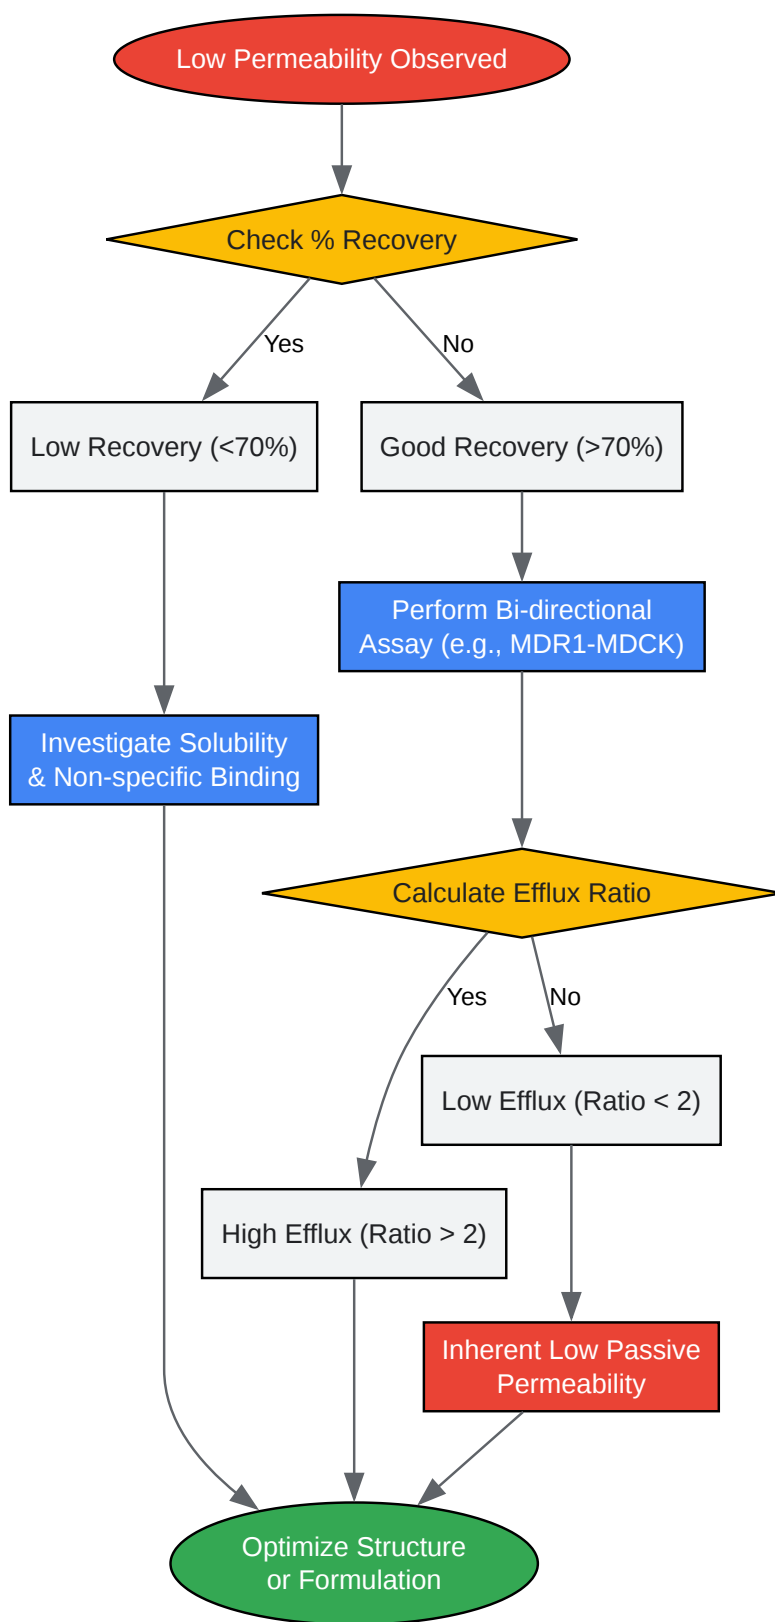 Low Permeability Observed
Check % Recovery
Yes
No
Low Recovery (<70%)
Good Recovery (>70%)
Perform Bi-directional
Assay (e.g., MDR1-MDCK)
Investigate Solubility
& Non-specific Binding
Calculate Efflux Ratio
Yes
No
Low Efflux (Ratio < 2)
High Efflux (Ratio > 2)
Inherent Low Passive
Permeability
Optimize Structure
or Formulation